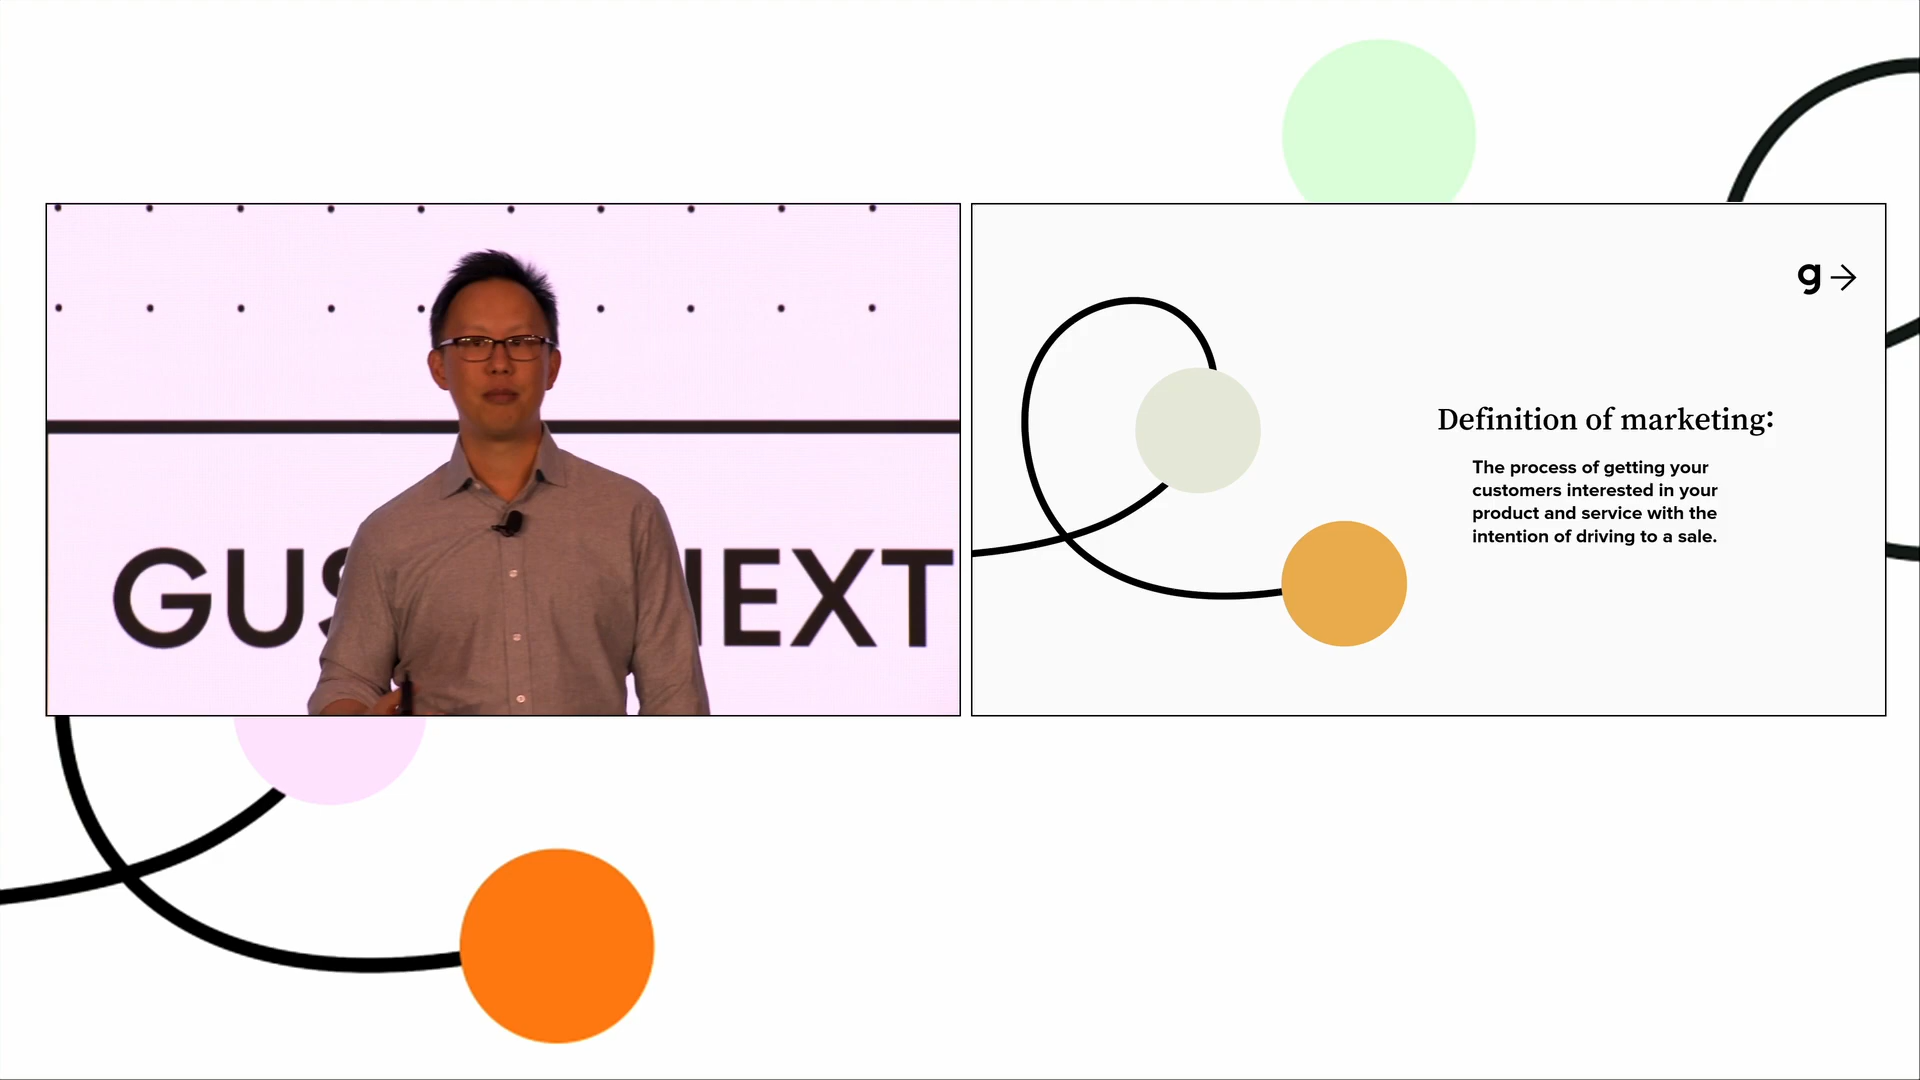 GUS NEXT
g
Definition of marketing:
The process of getting your
customers interested in your
product and service with the
intention of driving to a sale.